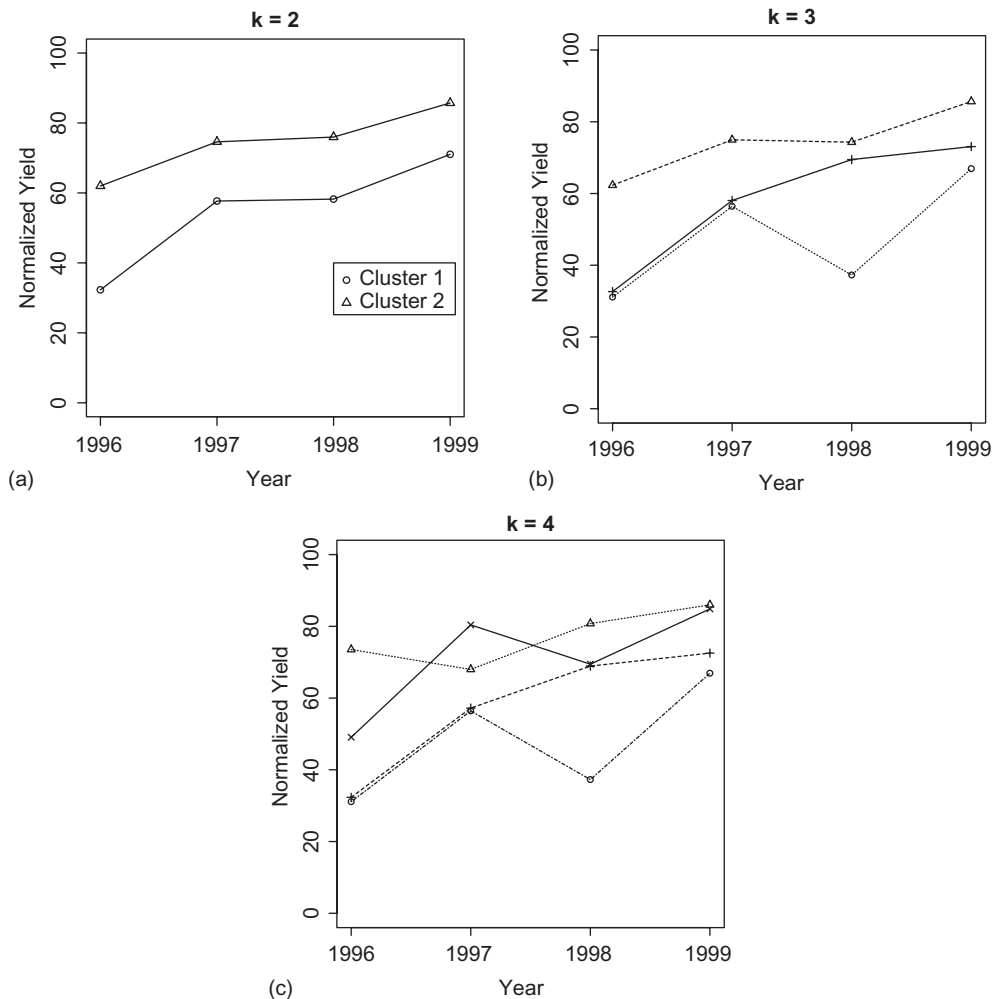 k = 2
100
80
60
40
20
0
Normalized Yield
Cluster 1
Cluster 2
1996 1997 1998 1999
Year
(a)
k = 3
100
80
60
40
20
0
Normalized Yield
1996 1997 1998 1999
Year
(b)
k = 4
100
80
60
40
20
0
Normalized Yield
1996 1997 1998 1999
Year
(c)